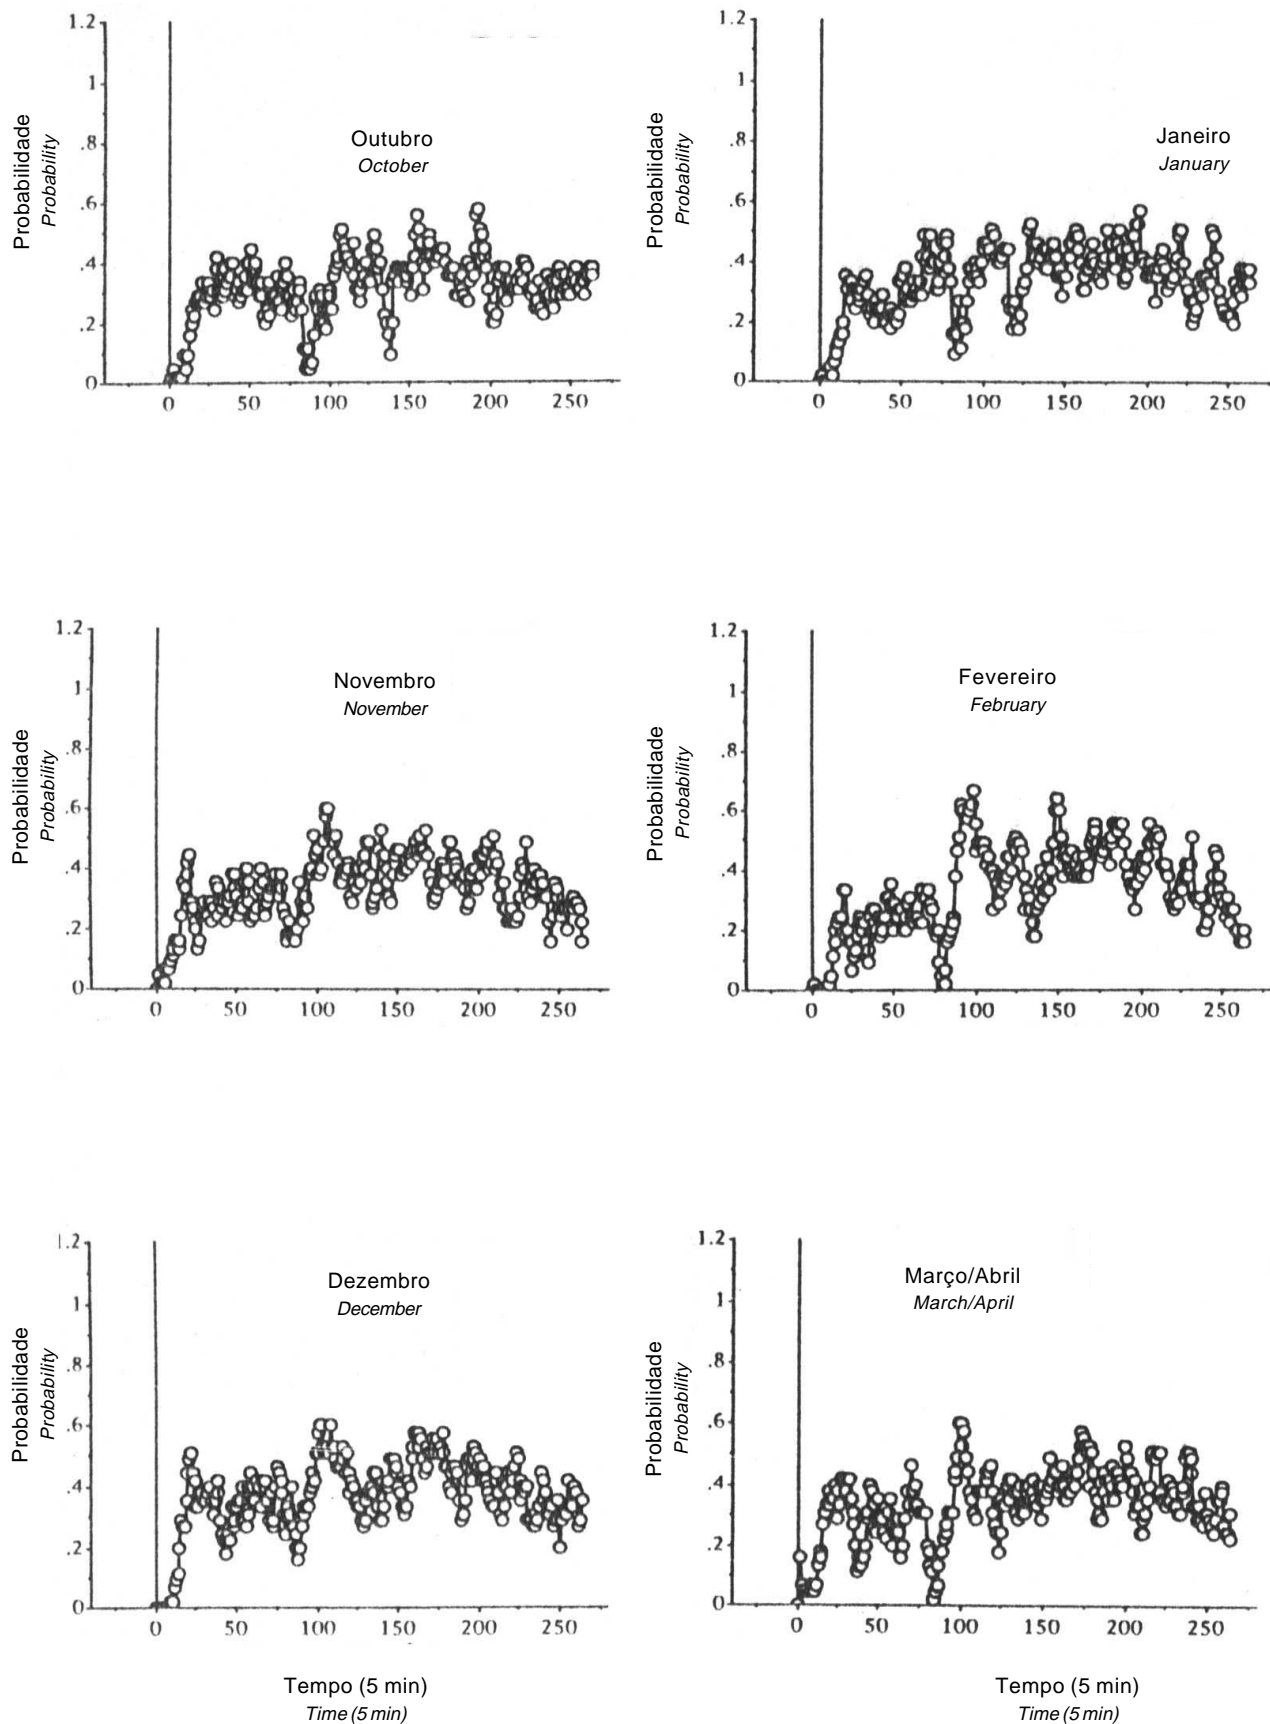 1.2
1
.8
.6
.4
.2
0
Probabilidade
Probability
Outubro
October
0 50 100 150 200 250
1.2
1
.8
.6
.4
.2
0
Probabilidade
Probability
Janeiro
January
0 50 100 150 200 250
1.2
1
.8
.6
.4
.2
0
Probabilidade
Probability
Novembro
November
0 50 100 150 200 250
1.2
1
.8
.6
.4
.2
0
Probabilidade
Probability
Fevereiro
February
0 50 100 150 200 250
1.2
1
.8
.6
.4
.2
0
Probabilidade
Probability
Dezembro
December
0 50 100 150 200 250
Tempo (5 min)
Time (5 min)
1.2
1
.8
.6
.4
.2
0
Probabilidade
Probability
Março/Abril
March/April
0 50 100 150 200 250
Tempo (5 min)
Time (5 min)